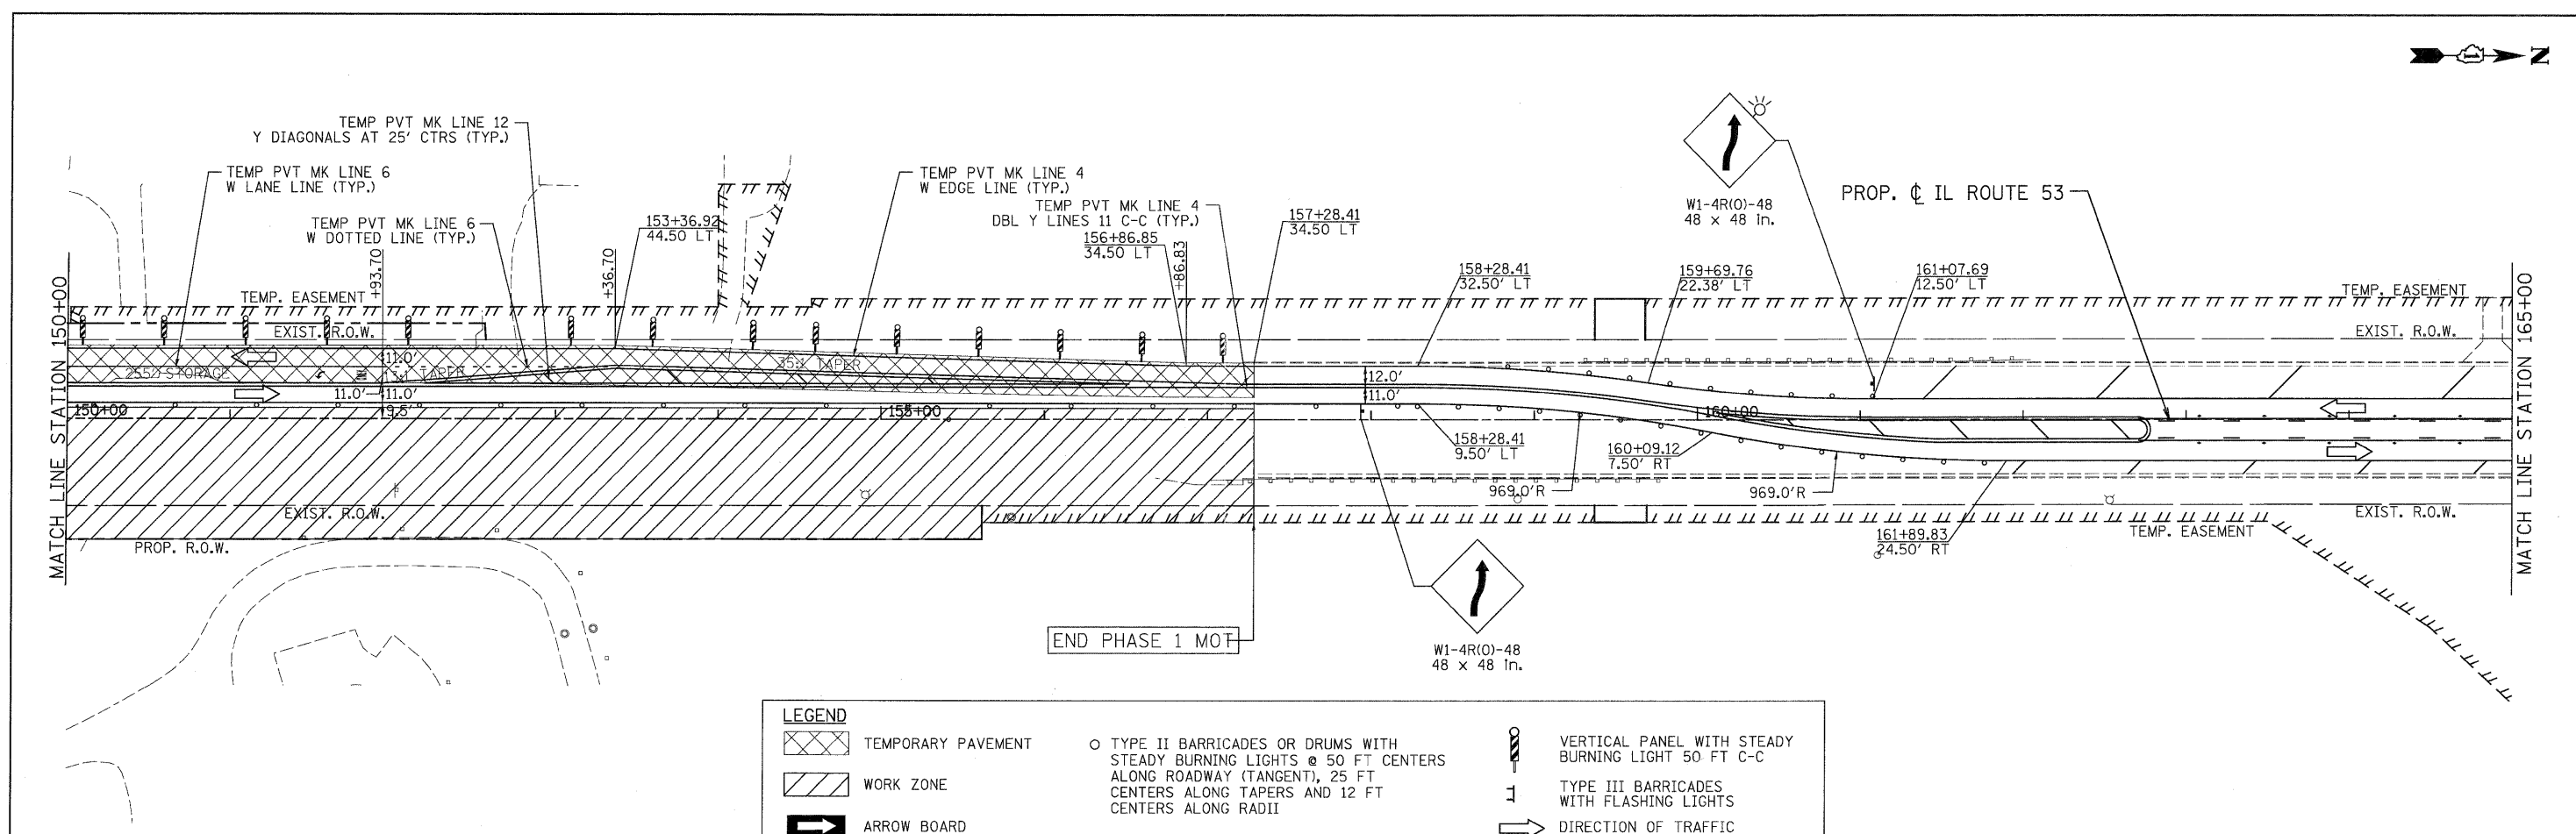 N
TEMP PVT MK LINE 12
Y DIAGONALS AT 25' CTRS (TYP.)
TEMP PVT MK LINE 6
W LANE LINE (TYP.)
TEMP PVT MK LINE 6
W DOTTED LINE (TYP.)
TEMP PVT MK LINE 4
W EDGE LINE (TYP.)
TEMP PVT MK LINE 4
DBL Y LINES 11 C-C (TYP.)
153+36.92
44.50 LT
156+86.85
34.50 LT
157+28.41
34.50 LT
W1-4R(O)-48
48 x 48 in.
PROP. ℄ IL ROUTE 53
+93.70
+36.70
+86.83
158+28.41
32.50' LT
159+69.76
22.38' LT
161+07.69
12.50' LT
MATCH LINE STATION 150+00
MATCH LINE STATION 165+00
TEMP. EASEMENT
TEMP. EASEMENT
EXIST. R.O.W.
EXIST. R.O.W.
11.0'
255' STORAGE
TAPER
35:1 TAPER
11.0'
11.0'
9.5'
12.0'
11.0'
150+00
155+00
160+00
158+28.41
9.50' LT
160+09.12
7.50' RT
969.0'R
969.0'R
EXIST. R.O.W.
EXIST. R.O.W.
PROP. R.O.W.
161+89.83
24.50' RT
TEMP. EASEMENT
END PHASE 1 MOT
W1-4R(O)-48
48 x 48 in.
LEGEND
TEMPORARY PAVEMENT
WORK ZONE
ARROW BOARD
TYPE II BARRICADES OR DRUMS WITH
STEADY BURNING LIGHTS @ 50 FT CENTERS
ALONG ROADWAY (TANGENT), 25 FT
CENTERS ALONG TAPERS AND 12 FT
CENTERS ALONG RADII
VERTICAL PANEL WITH STEADY
BURNING LIGHT 50 FT C-C
TYPE III BARRICADES
WITH FLASHING LIGHTS
DIRECTION OF TRAFFIC